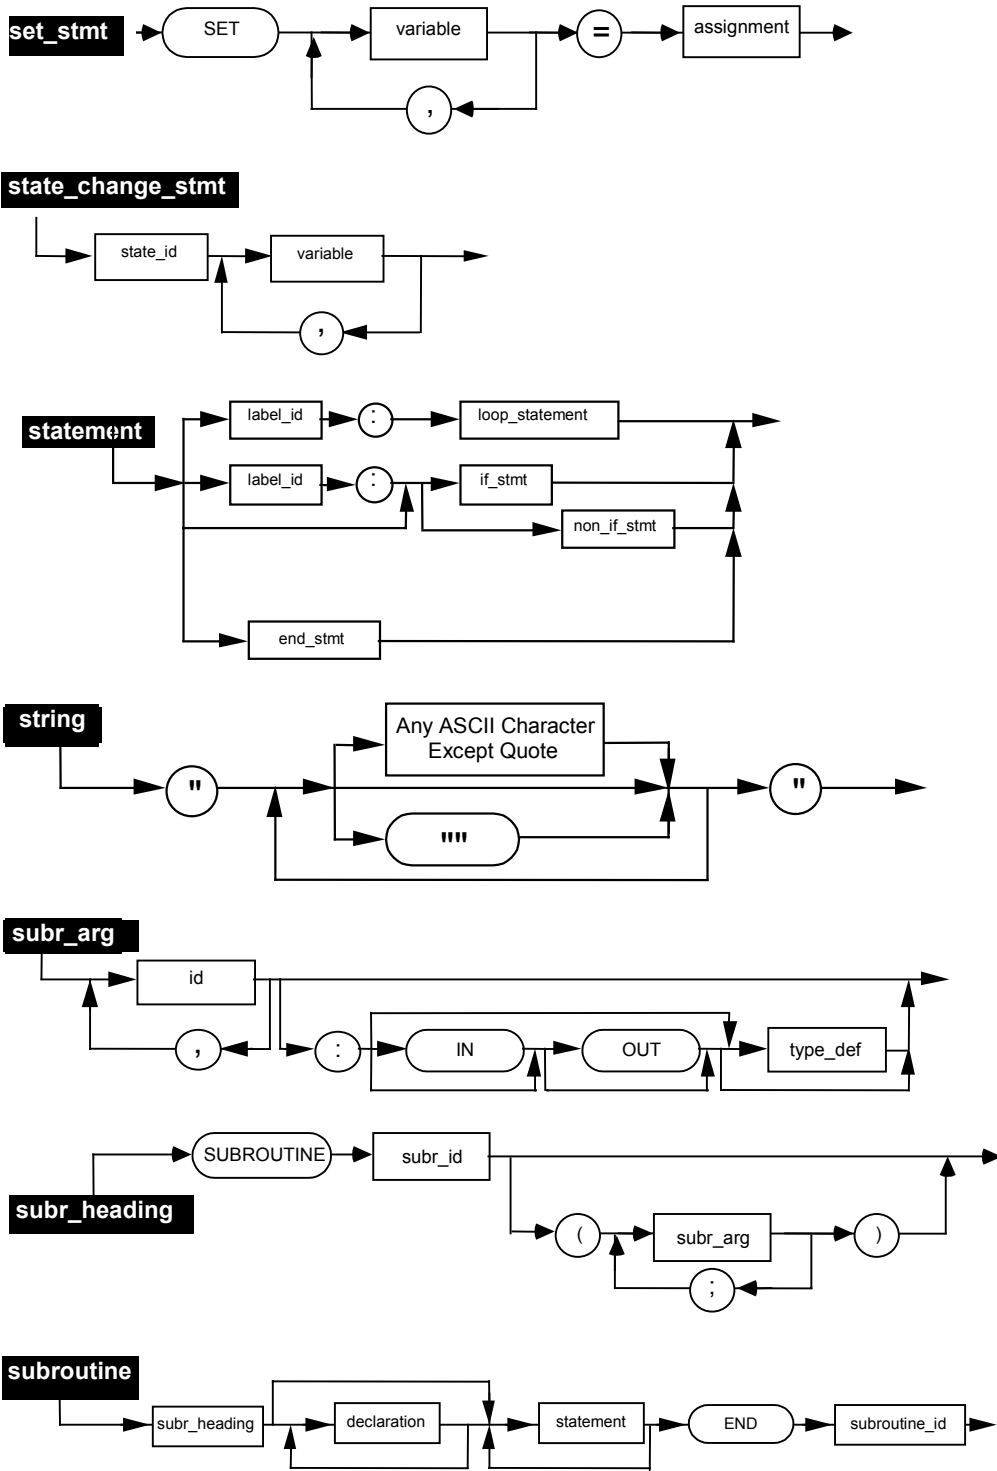 set_stmt SET variable = assignment
,
state_change_stmt
state_id variable
,
label_id : loop_statement
statement
label_id : if_stmt
non_if_stmt
end_stmt
string
Any ASCII Character
Except Quote
" "
""
subr_arg
id
, : IN OUT type_def
SUBROUTINE subr_id
subr_heading
( subr_arg )
;
subroutine
subr_heading declaration statement END subroutine_id